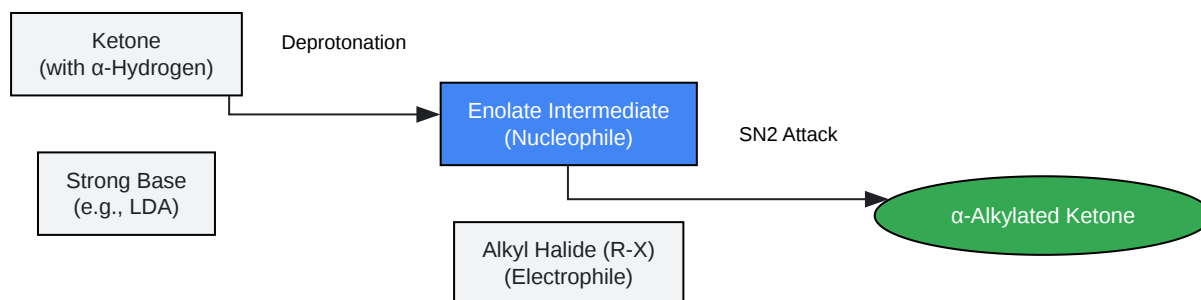 Ketone
(with α-Hydrogen)
Deprotonation
Enolate Intermediate
(Nucleophile)
SN2 Attack
Strong Base
(e.g., LDA)
α-Alkylated Ketone
Alkyl Halide (R-X)
(Electrophile)